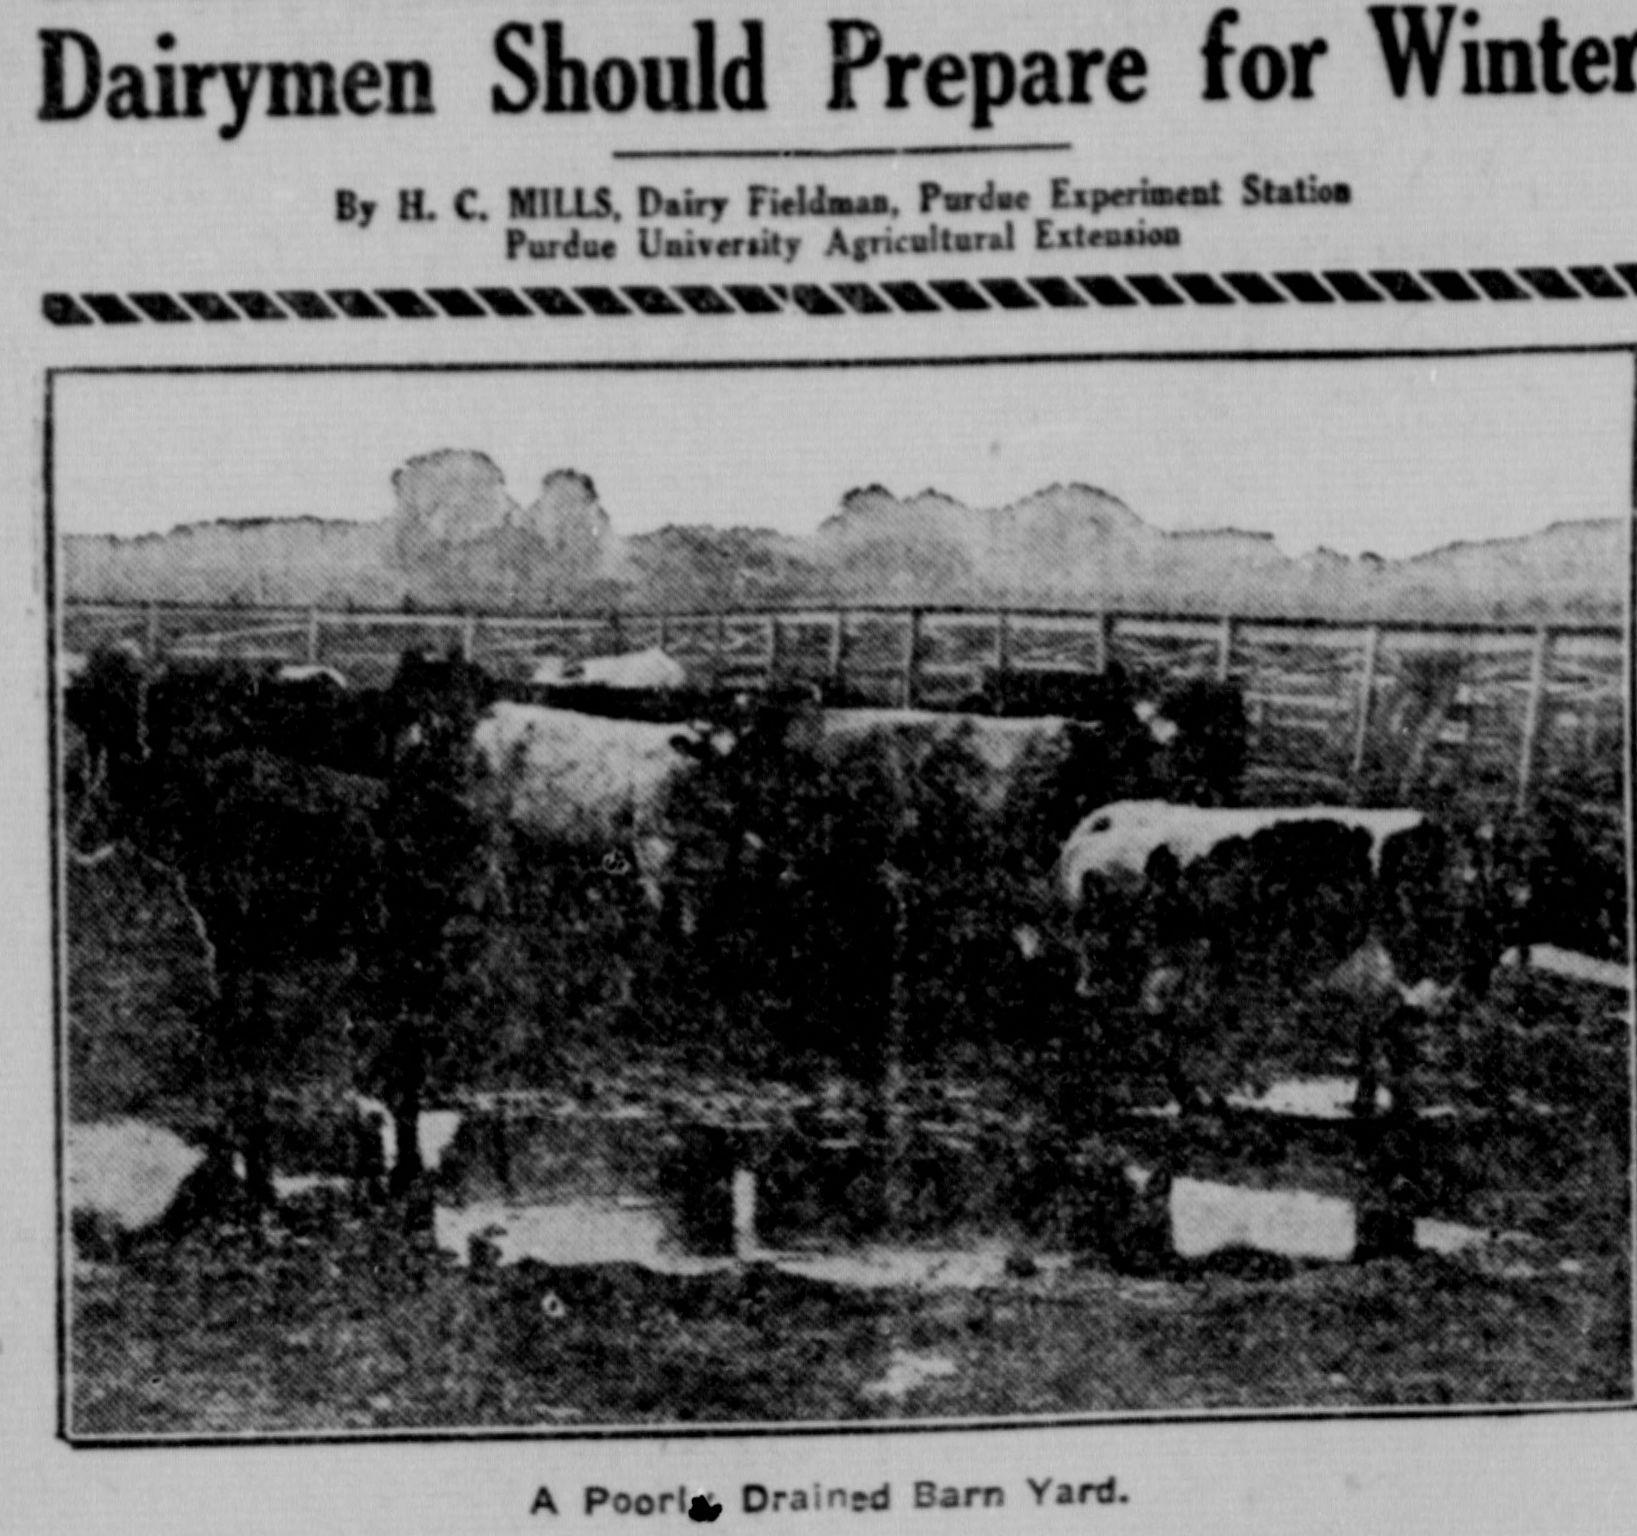 Dairymen Should Prepare for Winter
By H. C. MILLS, Dairy Fieldman, Purdue Experiment Station
Purdue University Agricultural Extension
A Poorly Drained Barn Yard.